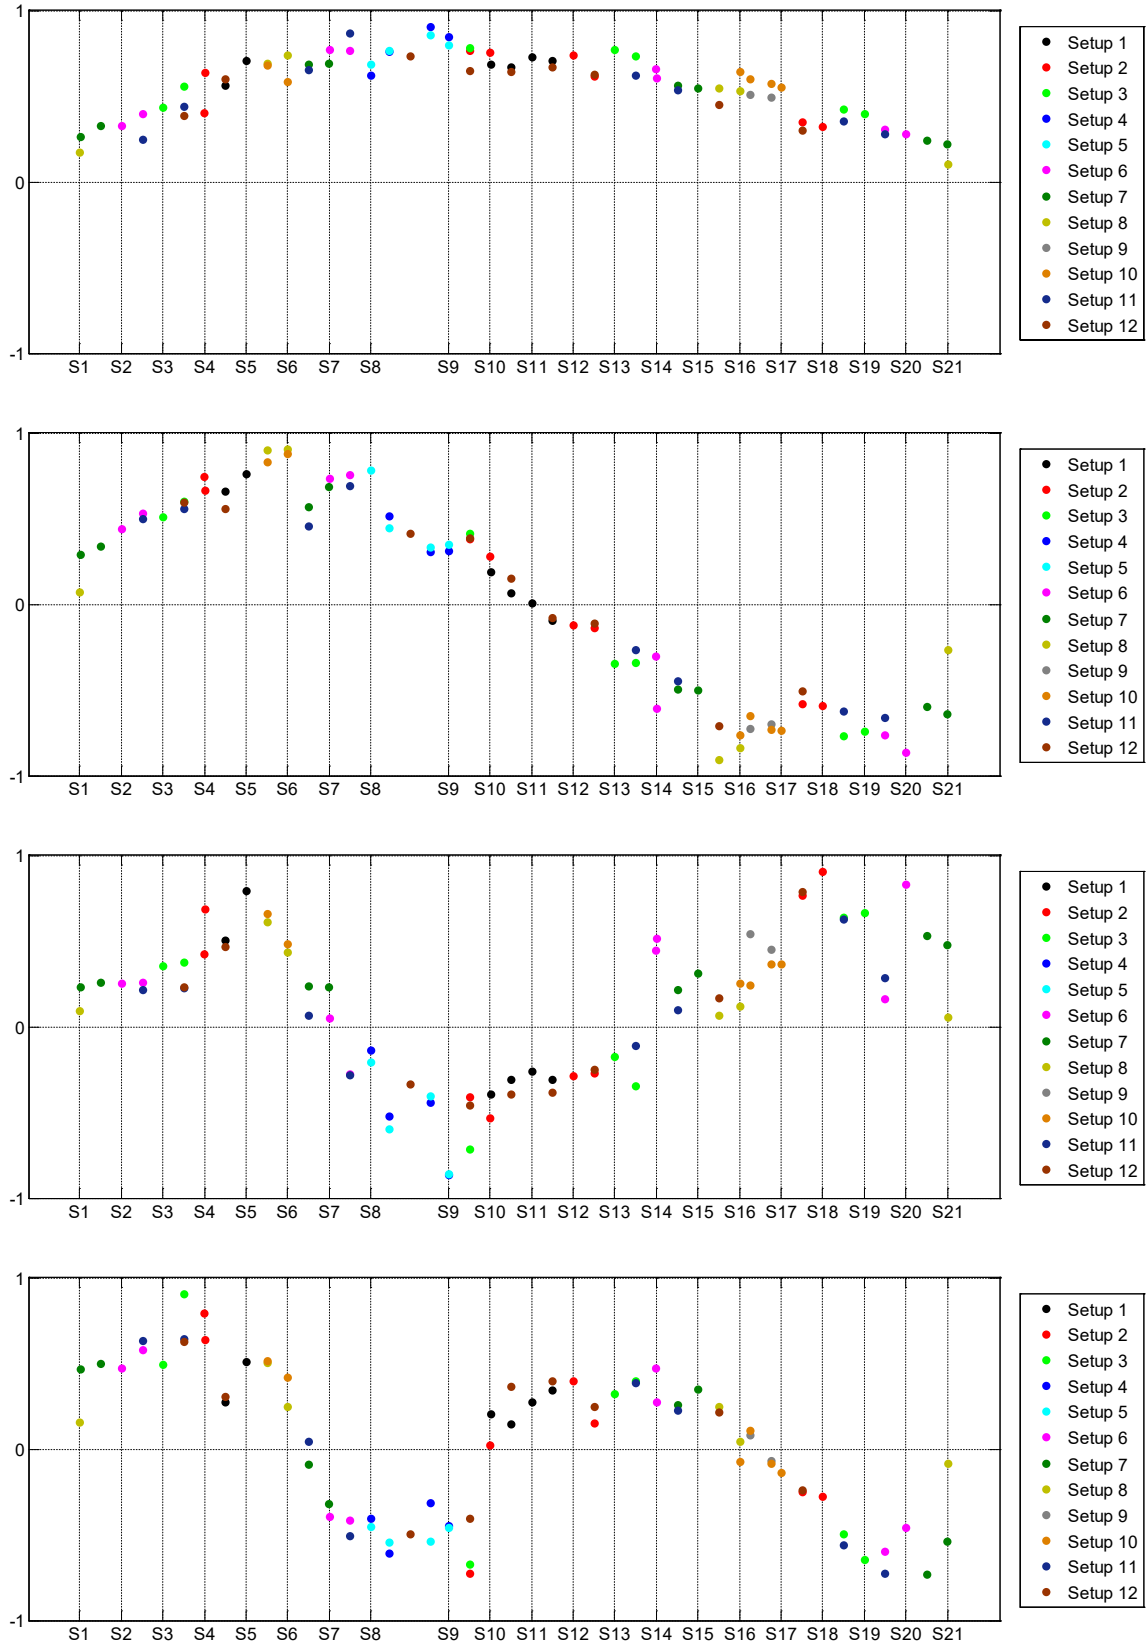 1
0
-1
S1 S2 S3 S4 S5 S6 S7 S8 S9 S10 S11 S12 S13 S14 S15 S16 S17 S18 S19 S20 S21
Setup 1
Setup 2
Setup 3
Setup 4
Setup 5
Setup 6
Setup 7
Setup 8
Setup 9
Setup 10
Setup 11
Setup 12
1
0
-1
S1 S2 S3 S4 S5 S6 S7 S8 S9 S10 S11 S12 S13 S14 S15 S16 S17 S18 S19 S20 S21
Setup 1
Setup 2
Setup 3
Setup 4
Setup 5
Setup 6
Setup 7
Setup 8
Setup 9
Setup 10
Setup 11
Setup 12
1
0
-1
S1 S2 S3 S4 S5 S6 S7 S8 S9 S10 S11 S12 S13 S14 S15 S16 S17 S18 S19 S20 S21
Setup 1
Setup 2
Setup 3
Setup 4
Setup 5
Setup 6
Setup 7
Setup 8
Setup 9
Setup 10
Setup 11
Setup 12
1
0
-1
S1 S2 S3 S4 S5 S6 S7 S8 S9 S10 S11 S12 S13 S14 S15 S16 S17 S18 S19 S20 S21
Setup 1
Setup 2
Setup 3
Setup 4
Setup 5
Setup 6
Setup 7
Setup 8
Setup 9
Setup 10
Setup 11
Setup 12